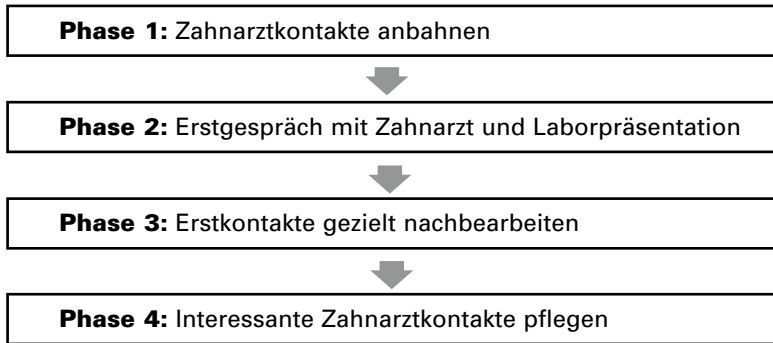 Phase 1: Zahnarztkontakte anbahnen
Phase 2: Erstgespräch mit Zahnarzt und Laborpräsentation
Phase 3: Erstkontakte gezielt nachbearbeiten
Phase 4: Interessante Zahnarztkontakte pflegen